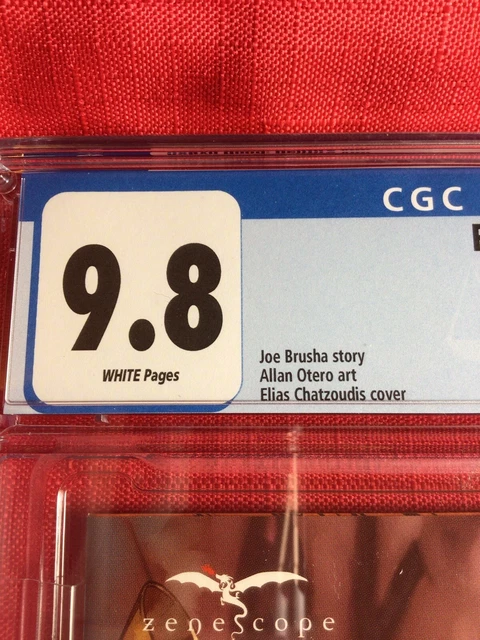 CGC
9.8
WHITE Pages
Joe Brusha story
Allan Otero art
Elias Chatzoudis cover
zenescope